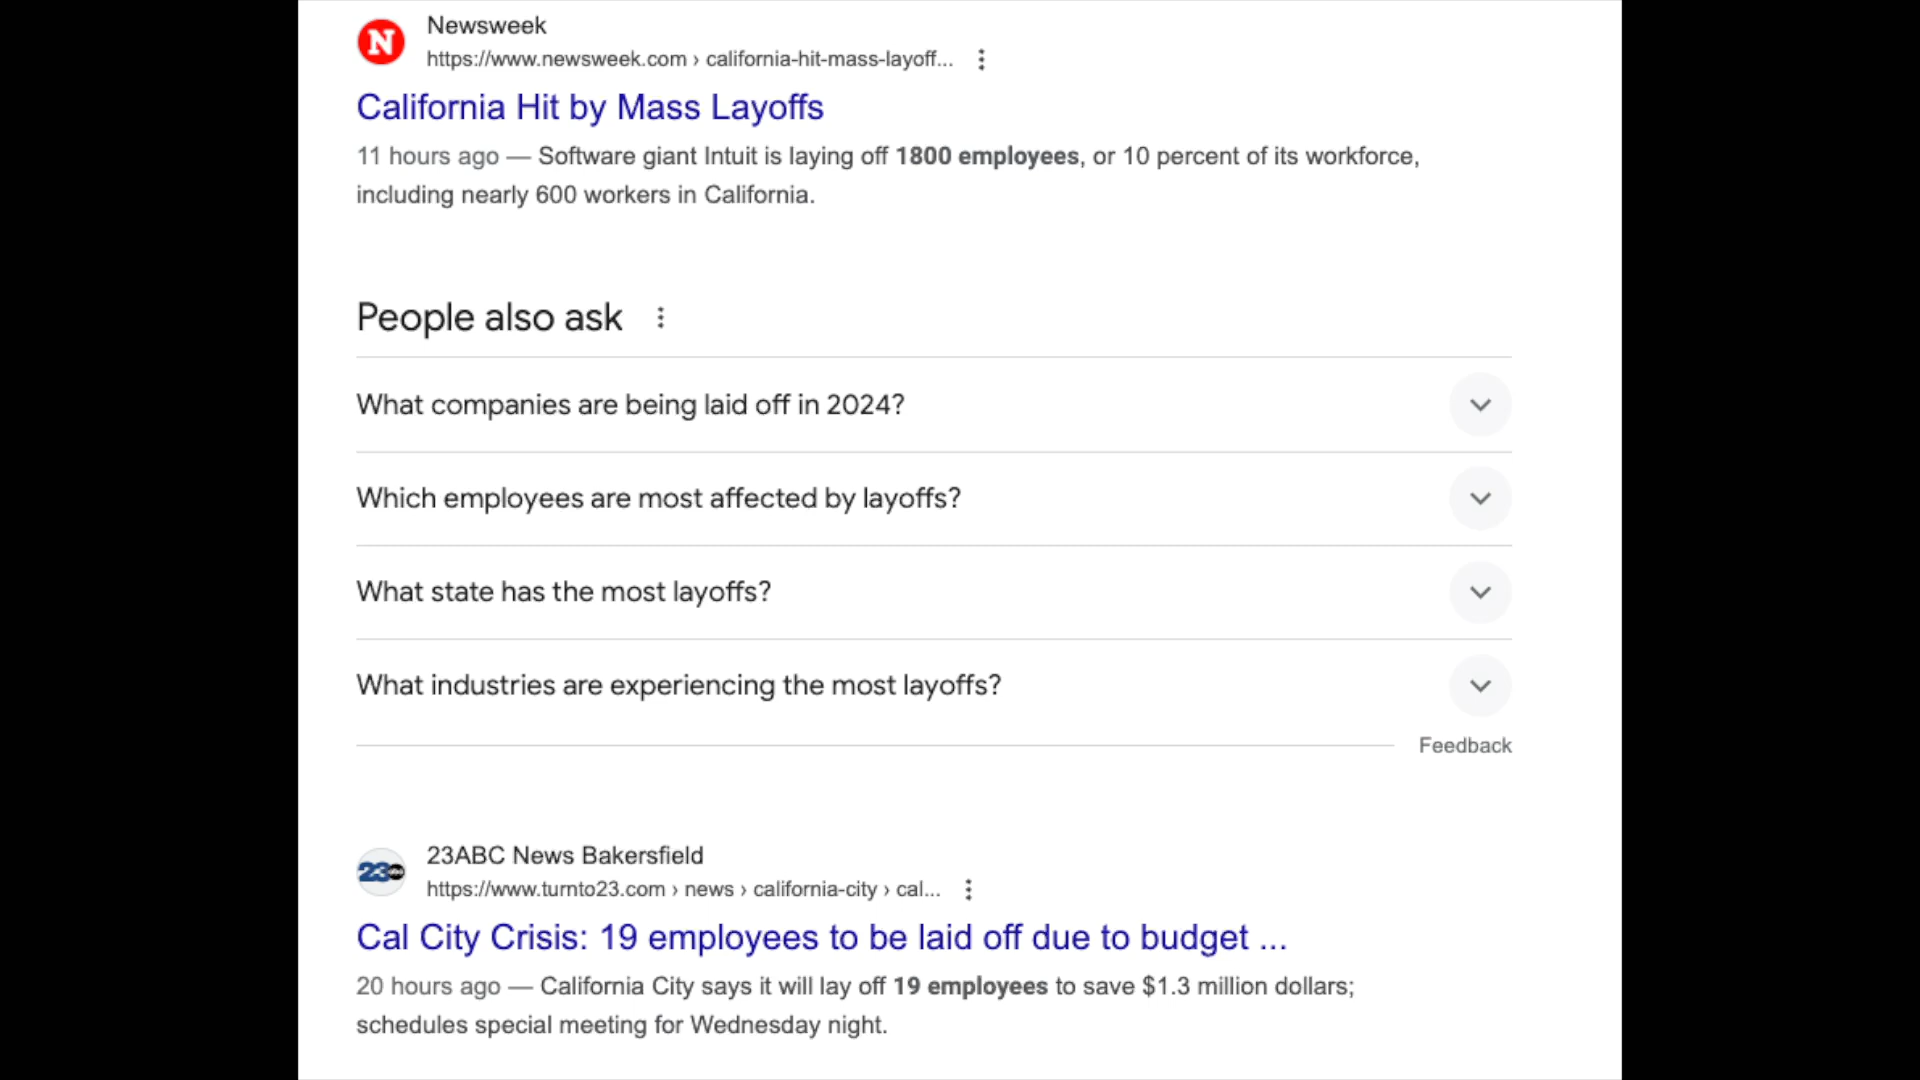 Newsweek
https://www.newsweek.com › california-hit-mass-layoff...
California Hit by Mass Layoffs
11 hours ago — Software giant Intuit is laying off 1800 employees, or 10 percent of its workforce,
including nearly 600 workers in California.
People also ask
What companies are being laid off in 2024?
Which employees are most affected by layoffs?
What state has the most layoffs?
What industries are experiencing the most layoffs?
Feedback
23ABC News Bakersfield
https://www.turnto23.com › news › california-city › cal...
Cal City Crisis: 19 employees to be laid off due to budget ...
20 hours ago — California City says it will lay off 19 employees to save $1.3 million dollars;
schedules special meeting for Wednesday night.